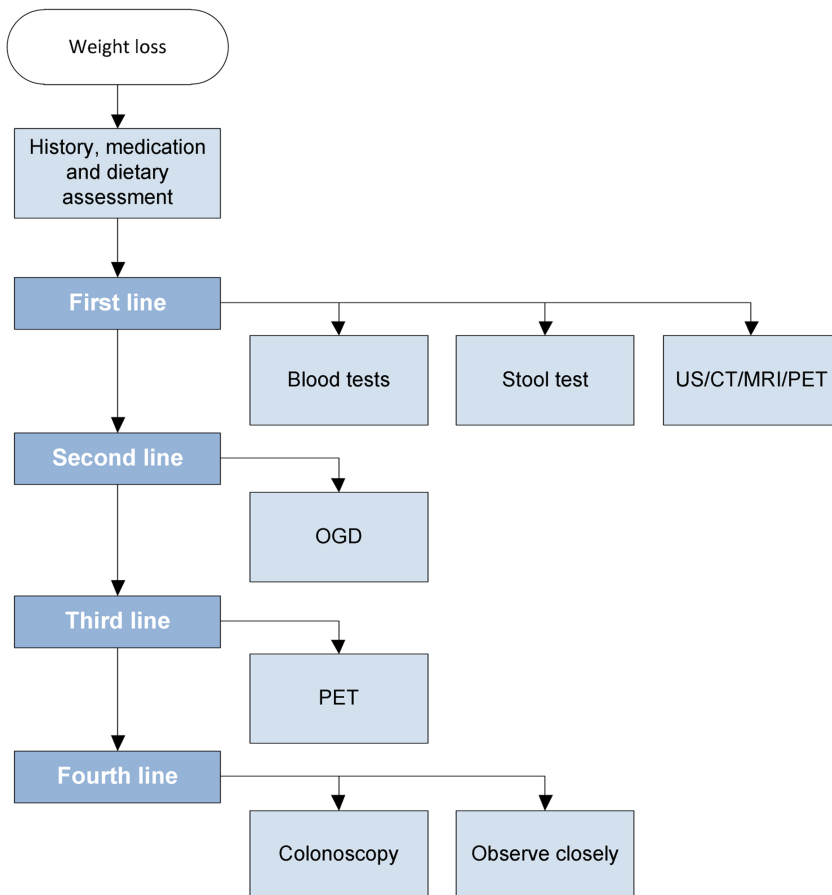 Weight loss
History, medication
and dietary
assessment
First line
Blood tests
Stool test
US/CT/MRI/PET
Second line
OGD
Third line
PET
Fourth line
Colonoscopy
Observe closely